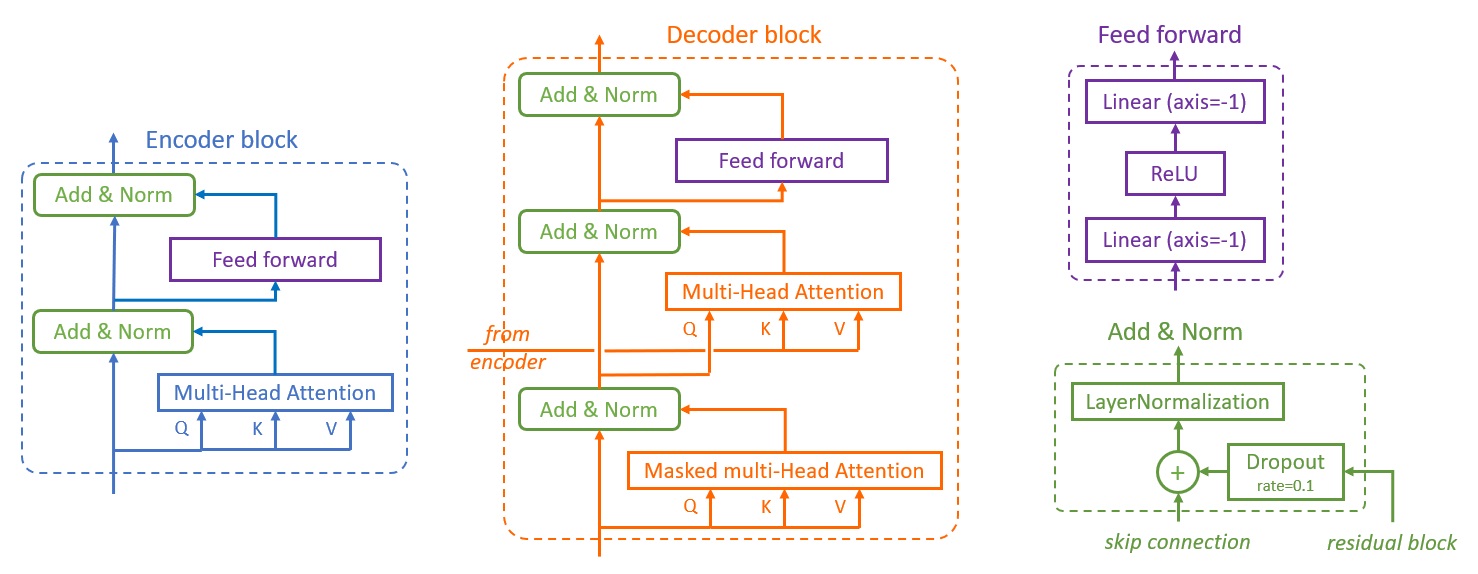 Encoder block
Add & Norm
Feed forward
Add & Norm
Multi-Head Attention
Q K V
Decoder block
Add & Norm
Feed forward
Add & Norm
Multi-Head Attention
Q K V
from
encoder
Add & Norm
Masked multi-Head Attention
Q K V
Feed forward
Linear (axis=-1)
ReLU
Linear (axis=-1)
Add & Norm
LayerNormalization
+
Dropout
rate=0.1
skip connection
residual block